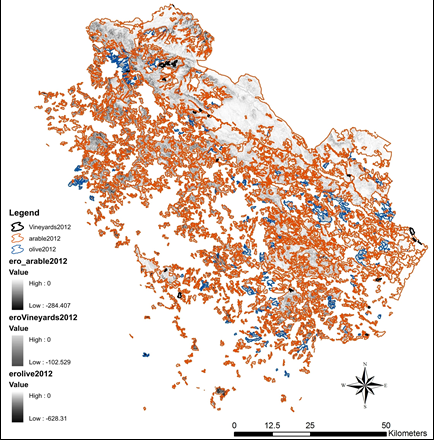 Legend
Vineyards2012
arable2012
olive2012
ero_arable2012
Value
High : 0
Low : -284.407
eroVineyards2012
Value
High : 0
Low : -102.529
erolive2012
Value
High : 0
Low : -628.31
N
W E
S
0 12.5 25 50
Kilometers